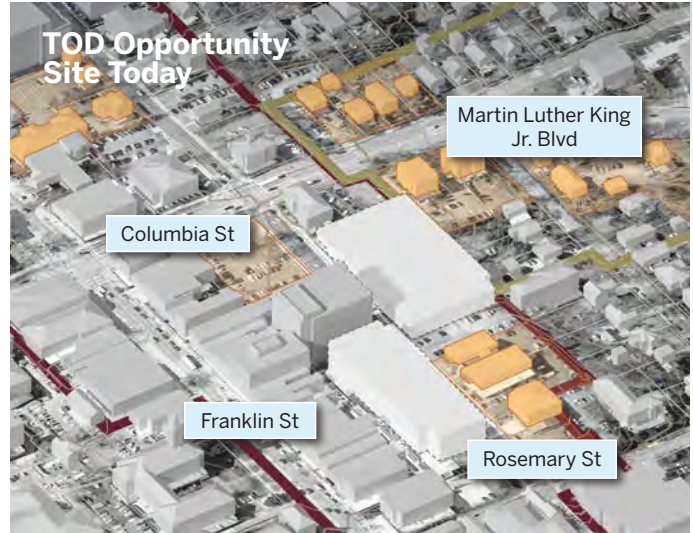 TOD Opportunity
Site Today
Martin Luther King
Jr. Blvd
Columbia St
Franklin St
Rosemary St